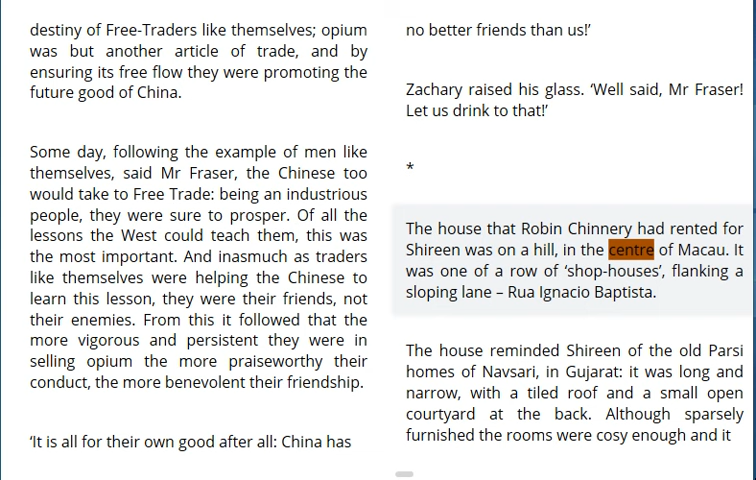 destiny of Free-Traders like themselves; opium
was but another article of trade, and by
ensuring its free flow they were promoting the
future good of China.
Some day, following the example of men like
themselves, said Mr Fraser, the Chinese too
would take to Free Trade: being an industrious
people, they were sure to prosper. Of all the
lessons the West could teach them, this was
the most important. And inasmuch as traders
like themselves were helping the Chinese to
learn this lesson, they were their friends, not
their enemies. From this it followed that the
more vigorous and persistent they were in
selling opium the more praiseworthy their
conduct, the more benevolent their friendship.
‘It is all for their own good after all: China has
no better friends than us!’
Zachary raised his glass. ‘Well said, Mr Fraser!
Let us drink to that!’
*
The house that Robin Chinnery had rented for
Shireen was on a hill, in the centre of Macau. It
was one of a row of ‘shop-houses’, flanking a
sloping lane – Rua Ignacio Baptista.
The house reminded Shireen of the old Parsi
homes of Navsari, in Gujarat: it was long and
narrow, with a tiled roof and a small open
courtyard at the back. Although sparsely
furnished the rooms were cosy enough and it